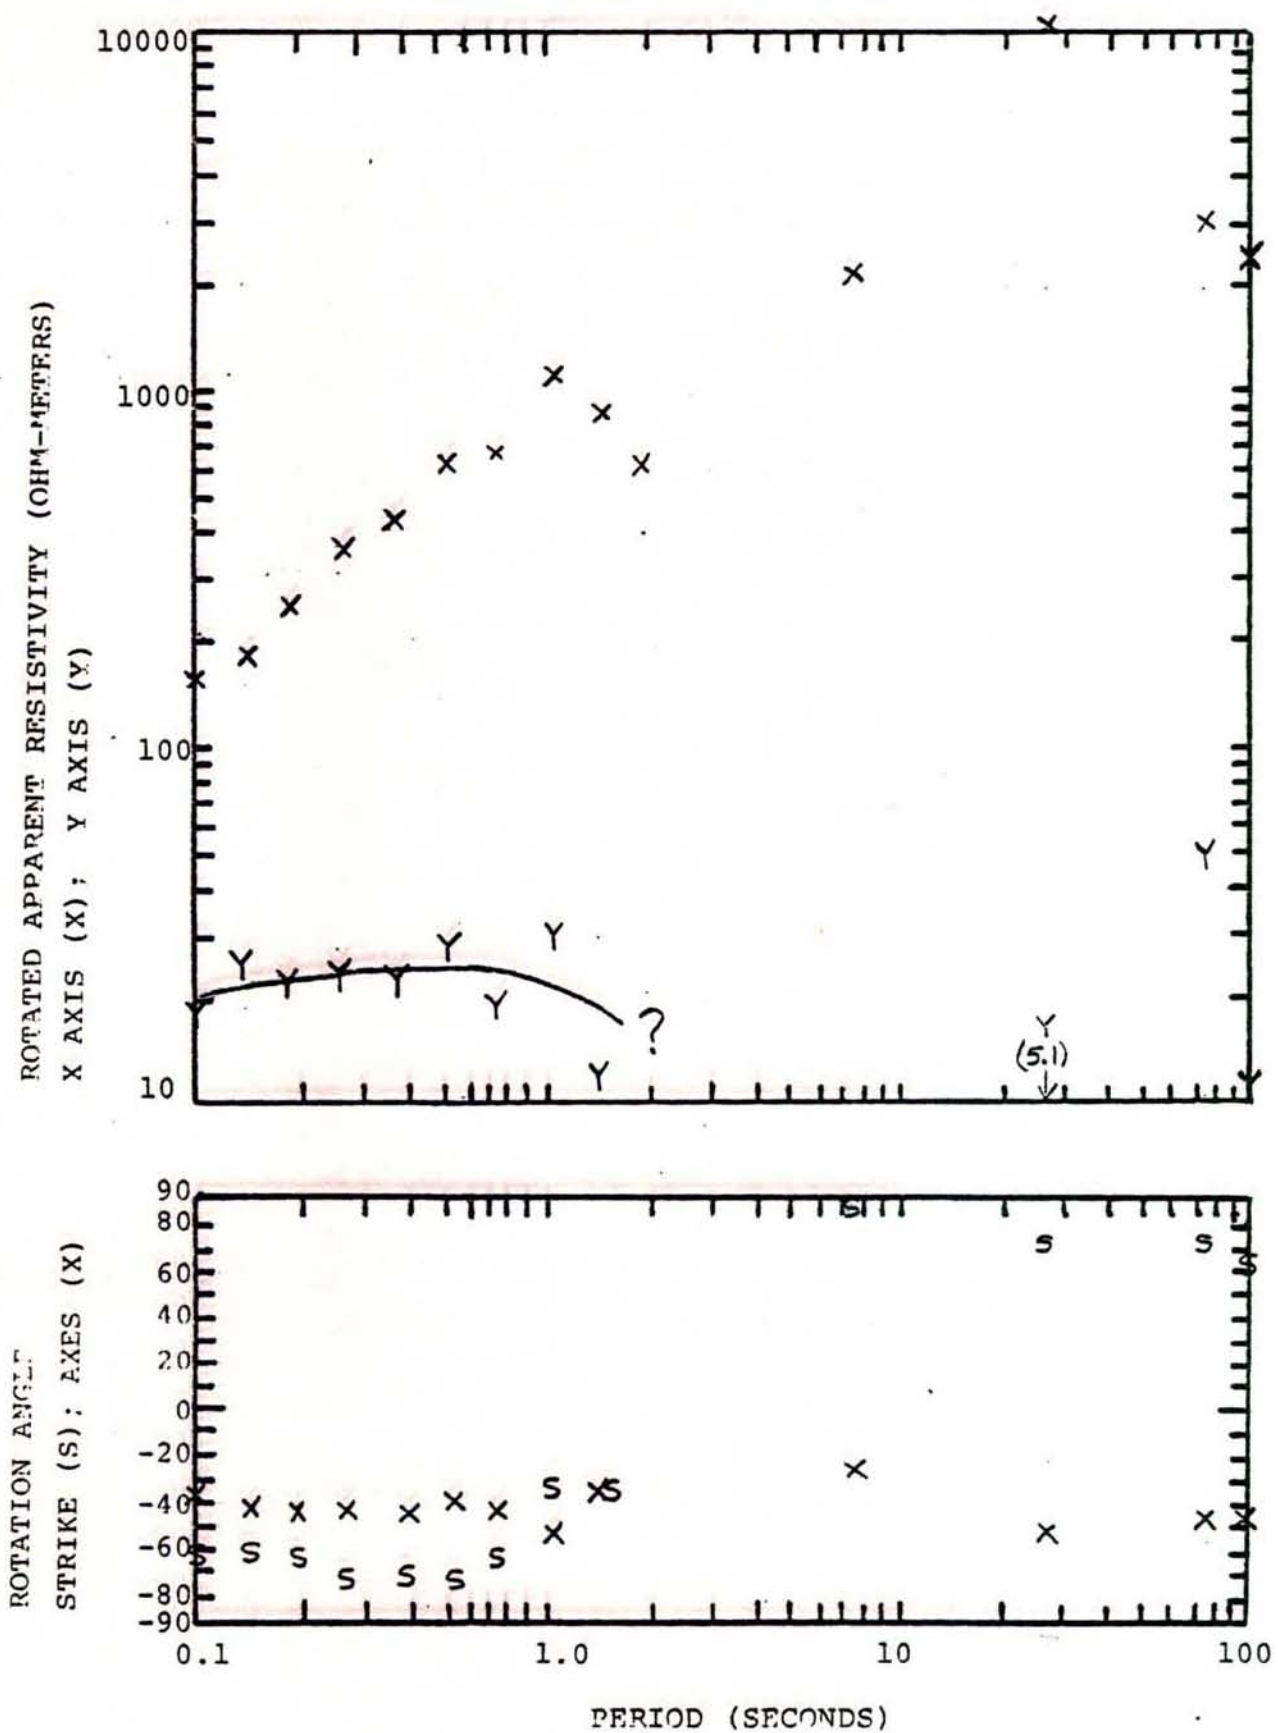 ROTATED APPARENT RESISTIVITY (OHM-METERS)
X AXIS (X); Y AXIS (Y)
10000
1000
100
10
X
X
X
X
X
X
X
X
X
X
X
X
X
X
Y
Y
Y
Y
Y
Y
Y
Y
Y
?
Y
(5.1)
Y
ROTATION ANGLE
STRIKE (S); AXES (X)
90
80
60
40
20
0
-20
-40
-60
-80
-90
S
S
S
S
X
X
X
X
X
X
X
X
X
X
X
X
X
S
S
S
S
S
S
S
S
S
0.1
1.0
10
100
PERIOD (SECONDS)